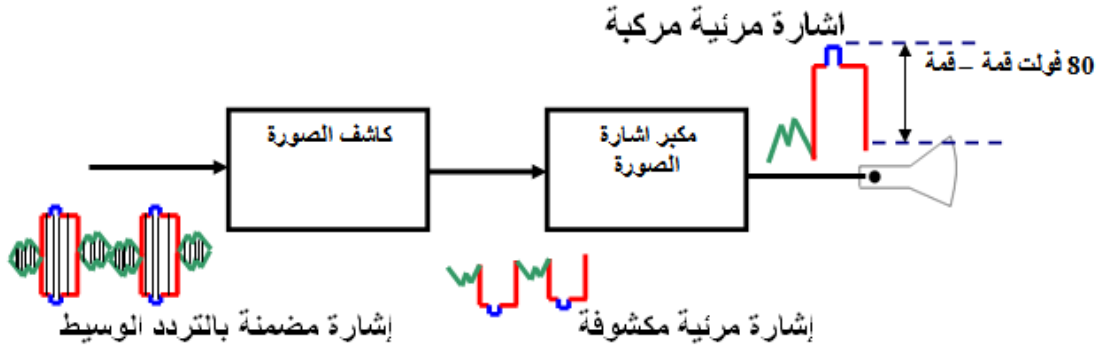 اشارة مرئية مركبة
80 فولت قمة – قمة
كاشف الصورة
مكبر اشارة
الصورة
إشارة مضمنة بالتردد الوسيط
إشارة مرئية مكشوفة